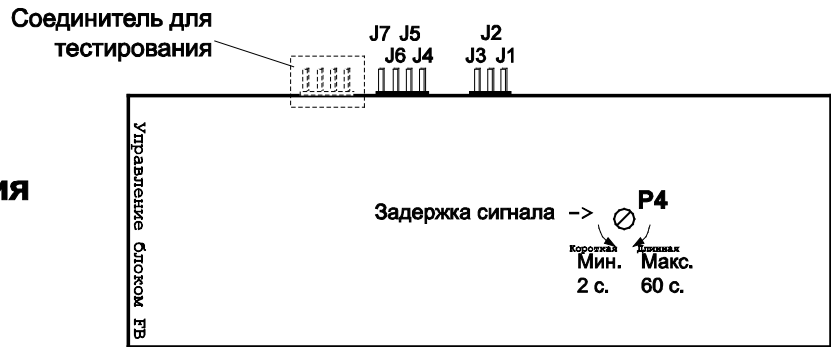 Соединитель для
тестирования
J7 J5
J6 J4
J2
J3 J1
Управление блоком FB
ия
Задержка сигнала –>
P4
Короткая Длинная
Мин. Макс.
2 с. 60 с.